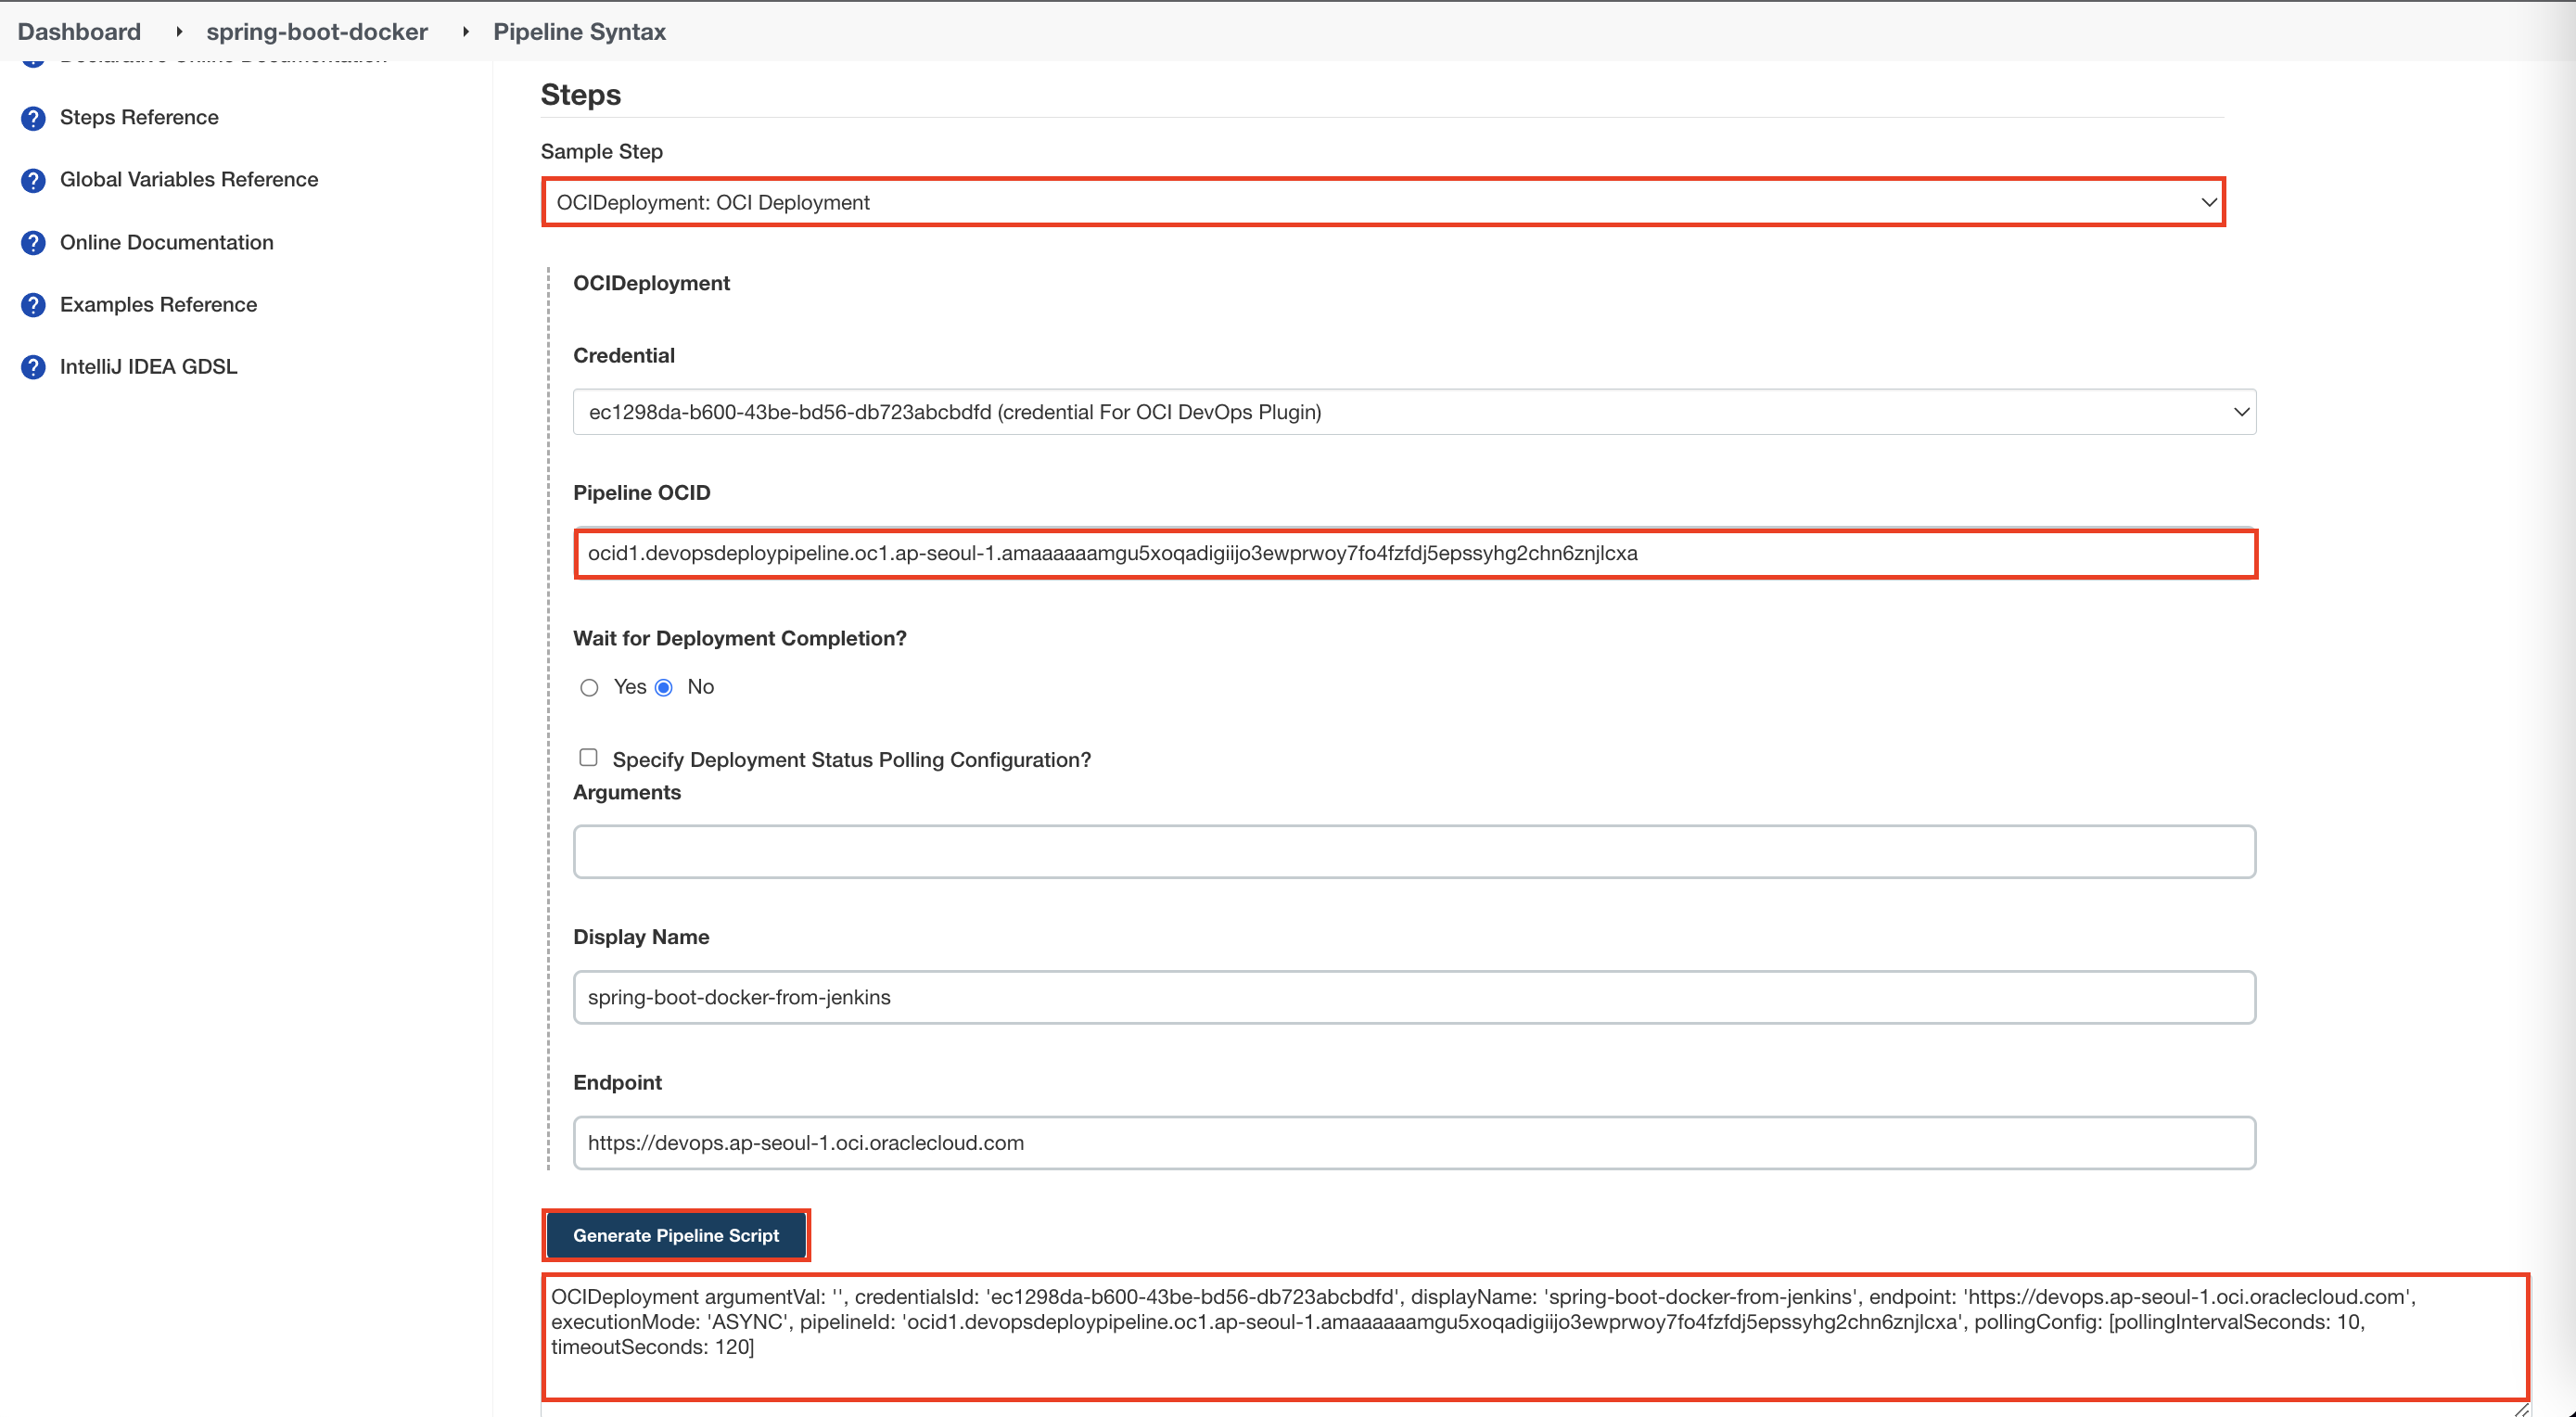 Dashboard spring-boot-docker Pipeline Syntax
Declarative Online Documentation
Steps Reference
Global Variables Reference
Online Documentation
Examples Reference
IntelliJ IDEA GDSL
Steps
Sample Step
OCIDeployment: OCI Deployment
OCIDeployment
Credential
ec1298da-b600-43be-bd56-db723abcbdfd (credential For OCI DevOps Plugin)
Pipeline OCID
ocid1.devopsdeploypipeline.oc1.ap-seoul-1.amaaaaaamgu5xoqadigiijo3ewprwoy7fo4fzfdj5epssyhg2chn6znjlcxa
Wait for Deployment Completion?
Yes No
Specify Deployment Status Polling Configuration?
Arguments
Display Name
spring-boot-docker-from-jenkins
Endpoint
https://devops.ap-seoul-1.oci.oraclecloud.com
Generate Pipeline Script
OCIDeployment argumentVal: '', credentialsId: 'ec1298da-b600-43be-bd56-db723abcbdfd', displayName: 'spring-boot-docker-from-jenkins', endpoint: 'https://devops.ap-seoul-1.oci.oraclecloud.com',
executionMode: 'ASYNC', pipelineId: 'ocid1.devopsdeploypipeline.oc1.ap-seoul-1.amaaaaaamgu5xoqadigiijo3ewprwoy7fo4fzfdj5epssyhg2chn6znjlcxa', pollingConfig: [pollingIntervalSeconds: 10,
timeoutSeconds: 120]